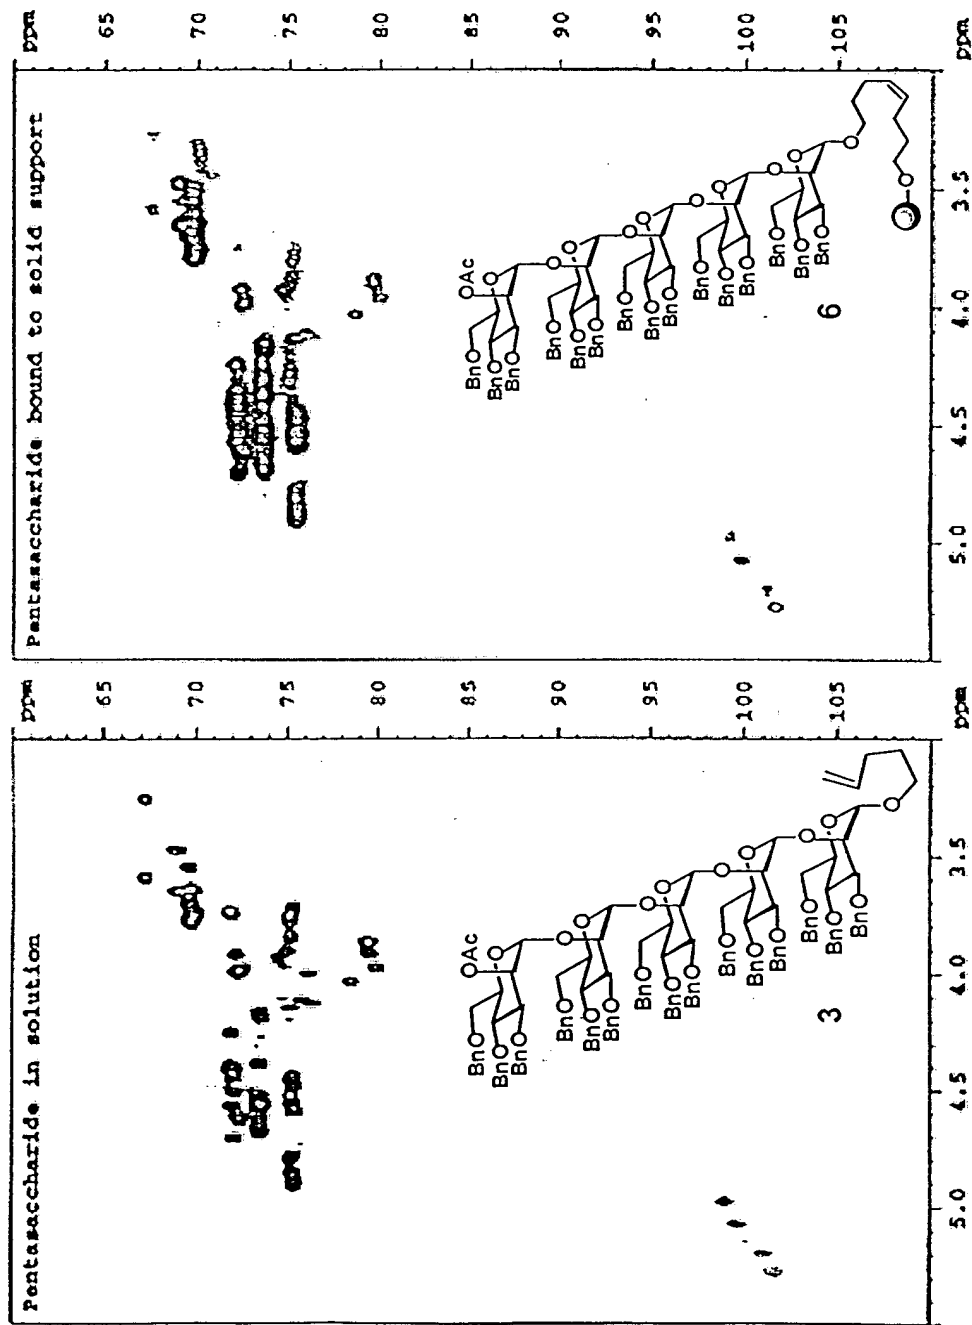 Pentasaccharide in solution
ppm
65
70
75
80
85
90
95
100
105
ppm
5.0
4.5
4.0
3.5
OAc
BnO
BnO
BnO
O
O
BnO
BnO
BnO
O
O
BnO
BnO
BnO
O
O
BnO
BnO
BnO
O
O
BnO
BnO
BnO
O
O
3
Pentasaccharide bound to solid support
ppm
65
70
75
80
85
90
95
100
105
ppm
5.0
4.5
4.0
3.5
OAc
BnO
BnO
BnO
O
O
BnO
BnO
BnO
O
O
BnO
BnO
BnO
O
O
BnO
BnO
BnO
O
O
BnO
BnO
BnO
O
O
O
6